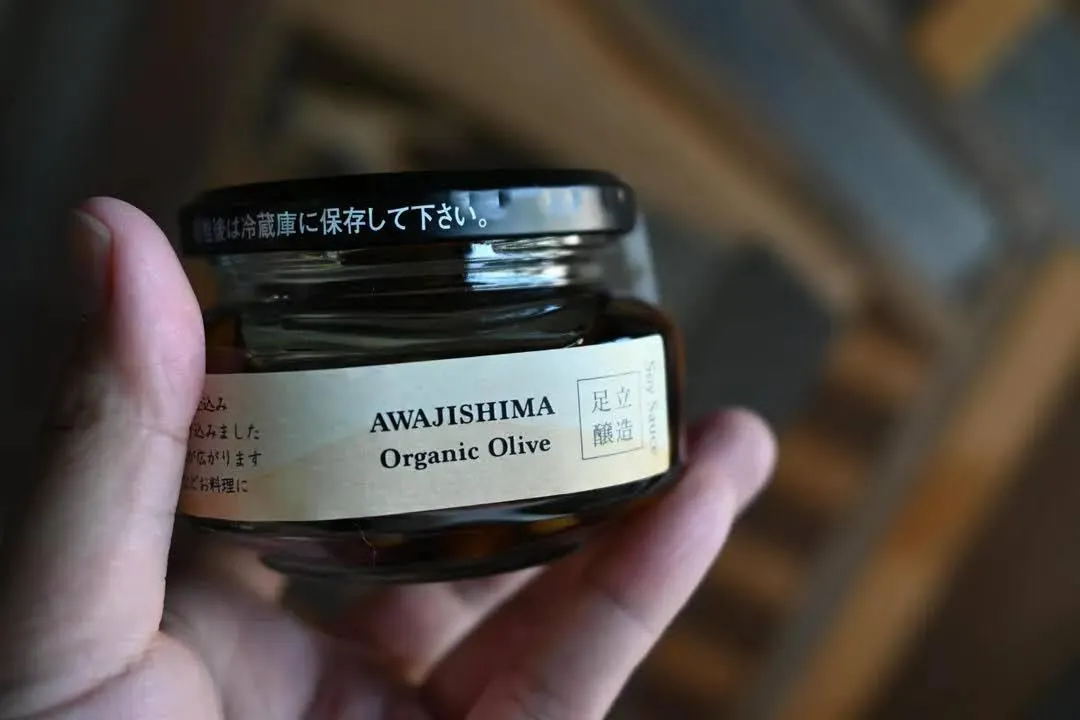 後は冷蔵庫に保存して下さい。
込み
込みました
が広がります
どお料理に
AWAJISHIMA
Organic Olive
足立
醸造
Soy Sauce